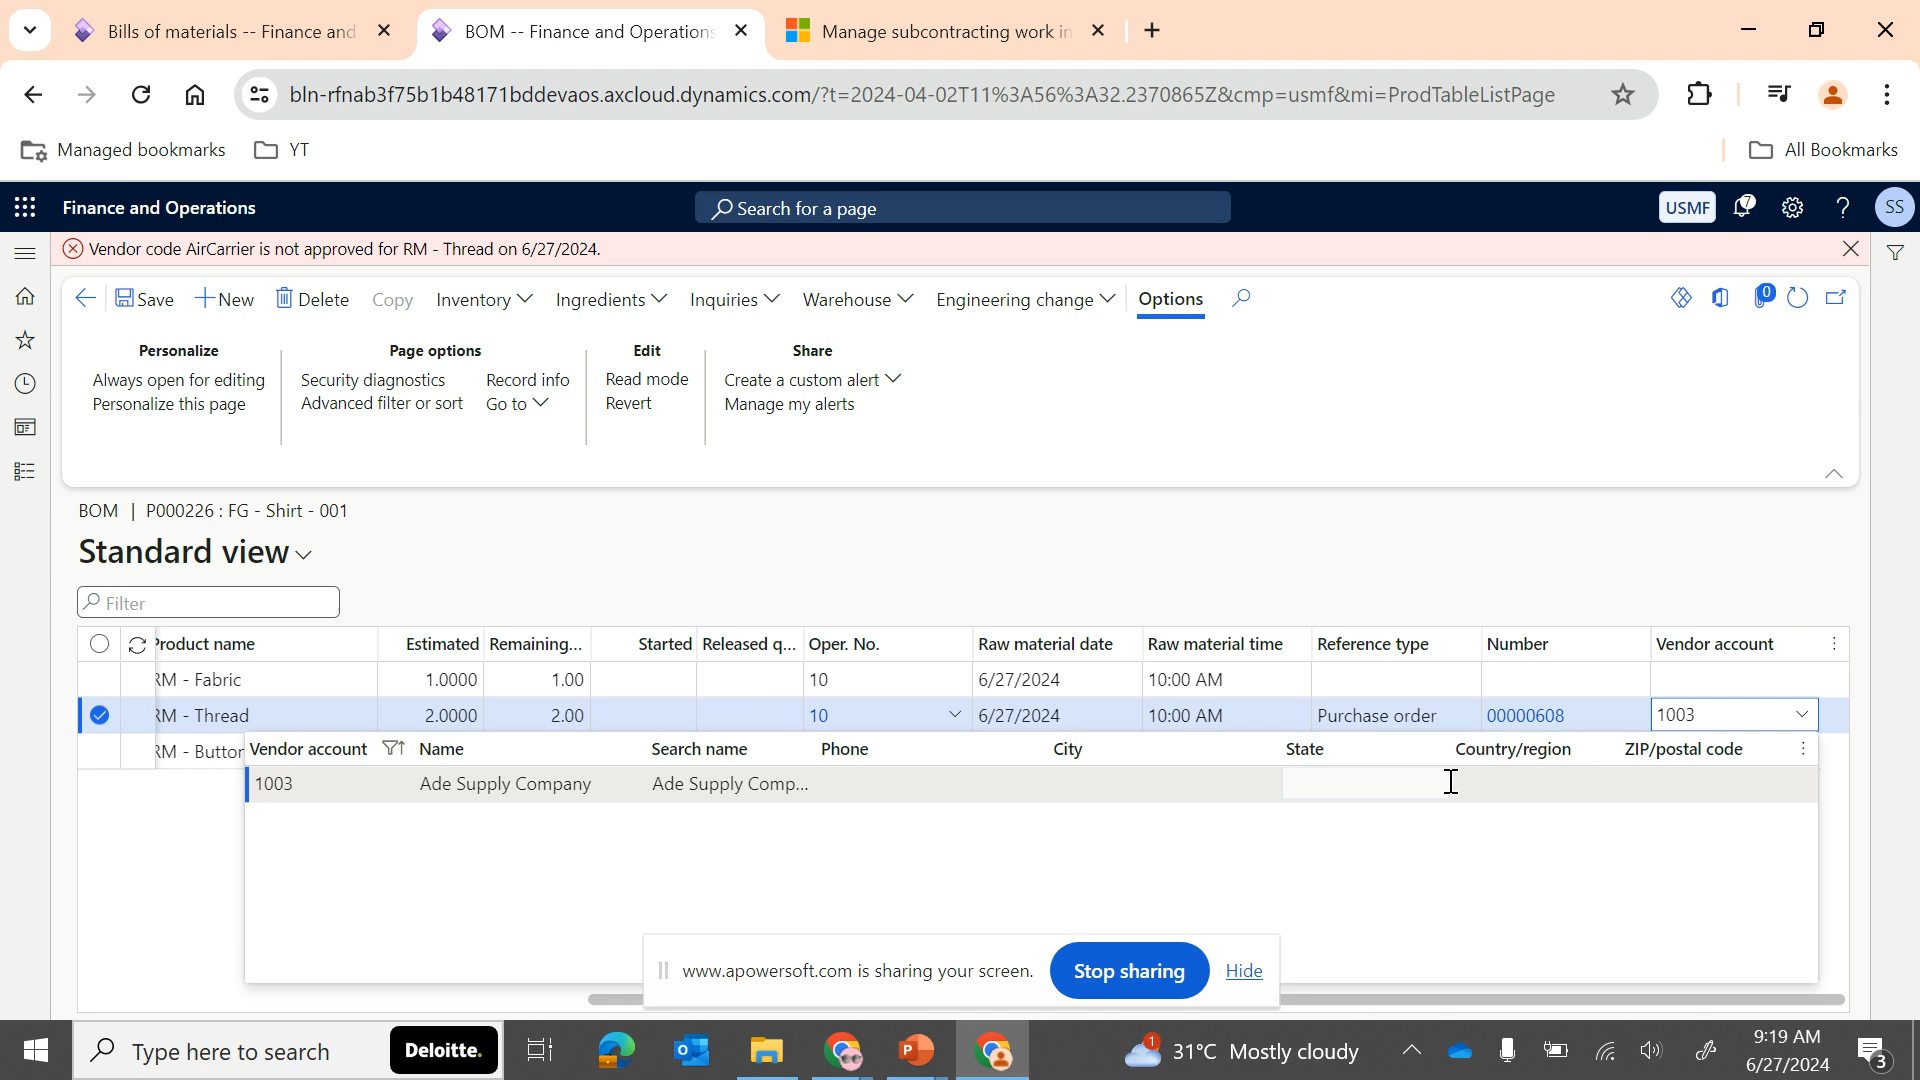 Bills of materials -- Finance and
BOM -- Finance and Operations
Manage subcontracting work in
bln-rfnab3f75b1b48171bddevaos.axcloud.dynamics.com/?t=2024-04-02T11%3A56%3A32.2370865Z&cmp=usmf&mi=ProdTableListPage
Managed bookmarks YT All Bookmarks
Finance and Operations Search for a page USMF 7 ? SS
Vendor code AirCarrier is not approved for RM - Thread on 6/27/2024.
Save New Delete Copy Inventory Ingredients Inquiries Warehouse Engineering change Options 0
Personalize Page options Edit Share
Always open for editing Security diagnostics Record info Read mode Create a custom alert
Personalize this page Advanced filter or sort Go to Revert Manage my alerts
BOM | P000226 : FG - Shirt - 001
Standard view
Filter
Product name Estimated Remaining... Started Released q... Oper. No. Raw material date Raw material time Reference type Number Vendor account
RM - Fabric 1.0000 1.00 10 6/27/2024 10:00 AM
RM - Thread 2.0000 2.00 10 6/27/2024 10:00 AM Purchase order 00000608 1003
RM - Button Vendor account Name Search name Phone City State Country/region ZIP/postal code
1003 Ade Supply Company Ade Supply Comp...
www.apowersoft.com is sharing your screen. Stop sharing Hide
Type here to search Deloitte. 1 31°C Mostly cloudy 9:19 AM
6/27/2024 3